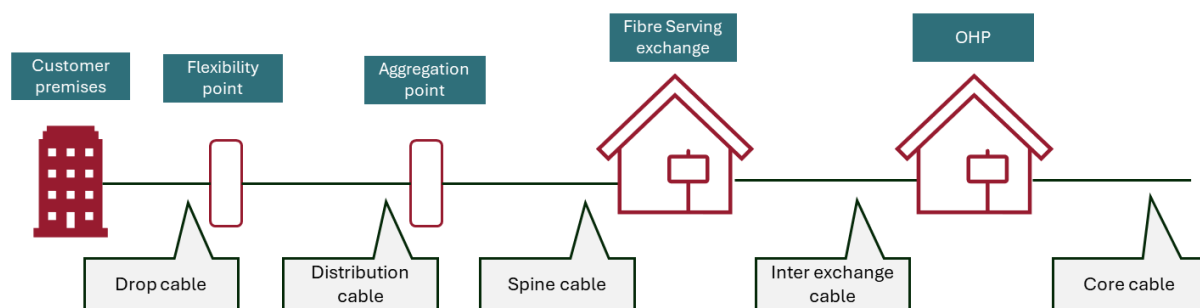 Customer
premises
Flexibility
point
Aggregation
point
Fibre Serving
exchange
OHP
Drop cable
Distribution
cable
Spine cable
Inter exchange
cable
Core cable